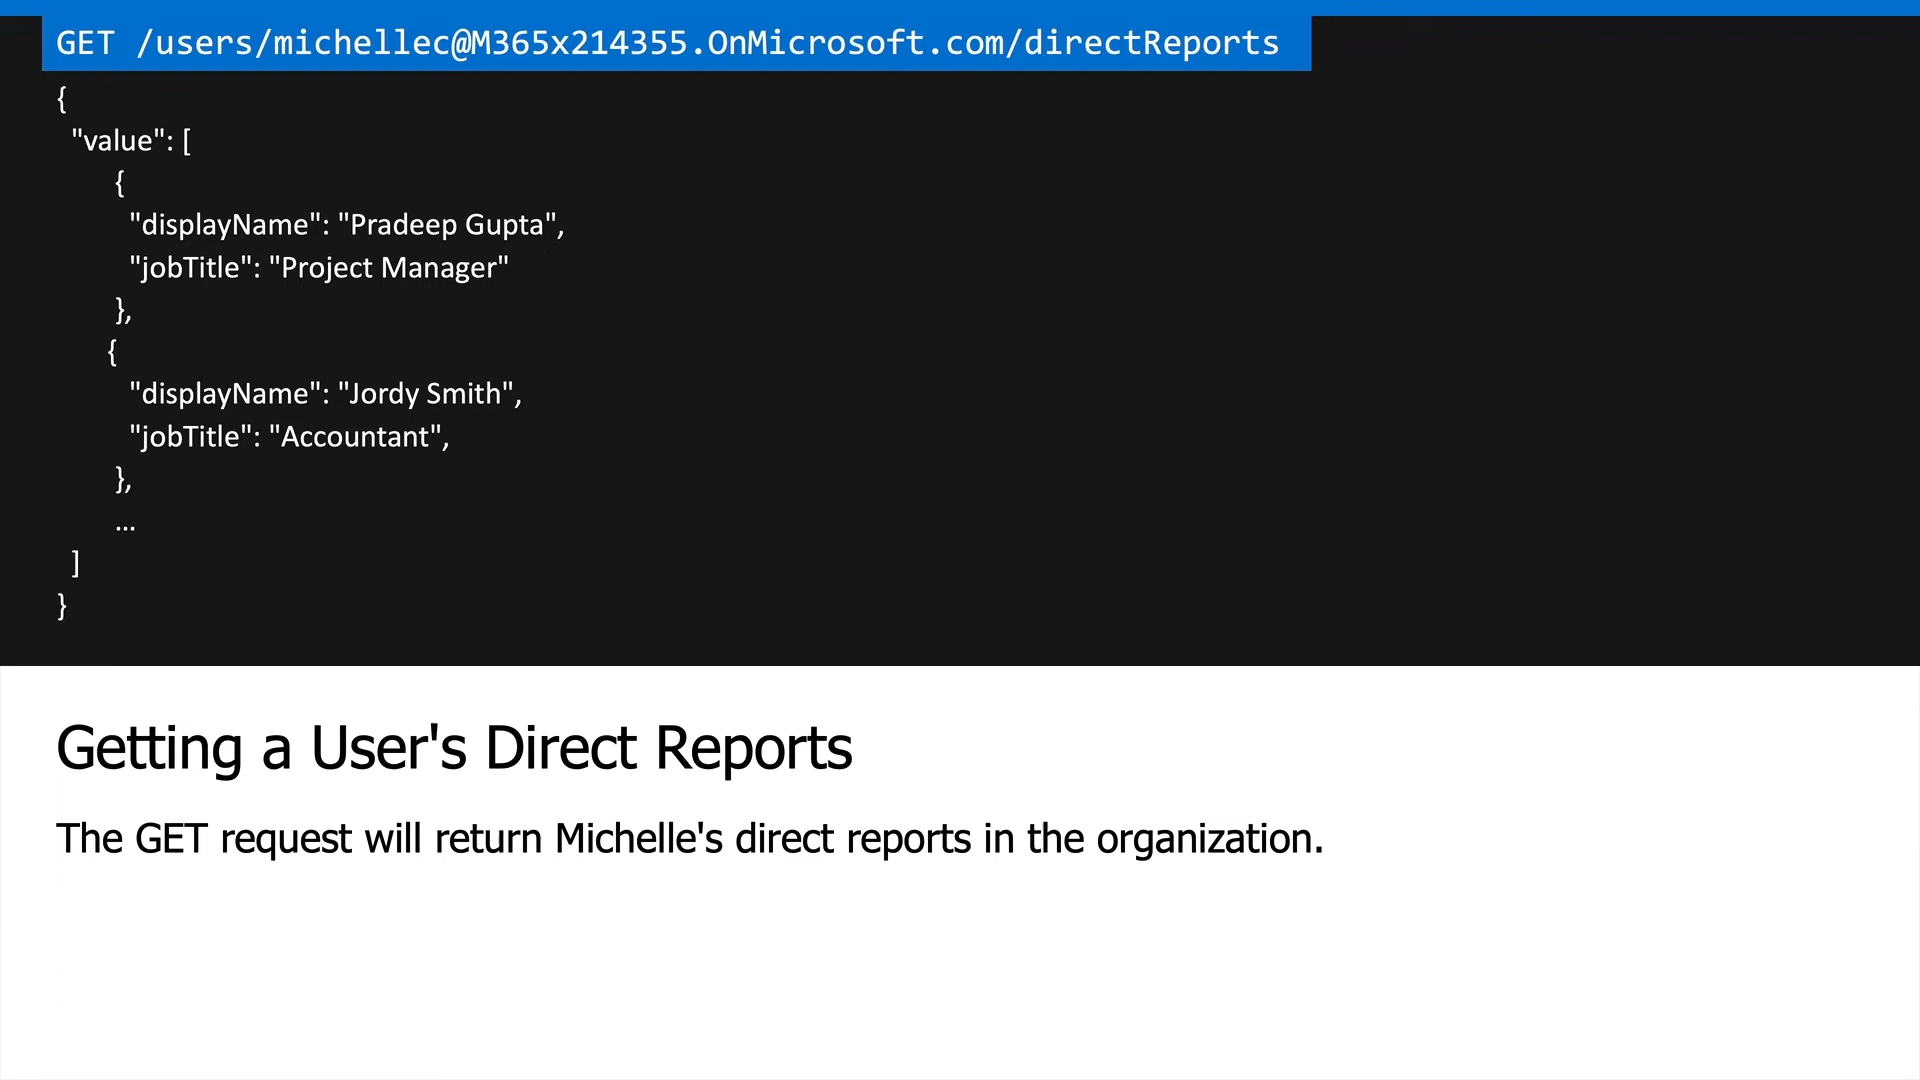 GET /users/michellec@M365x214355.OnMicrosoft.com/directReports
{
"value": [
{
"displayName": "Pradeep Gupta",
"jobTitle": "Project Manager"
},
{
"displayName": "Jordy Smith",
"jobTitle": "Accountant",
},
...
]
}
Getting a User's Direct Reports
The GET request will return Michelle's direct reports in the organization.